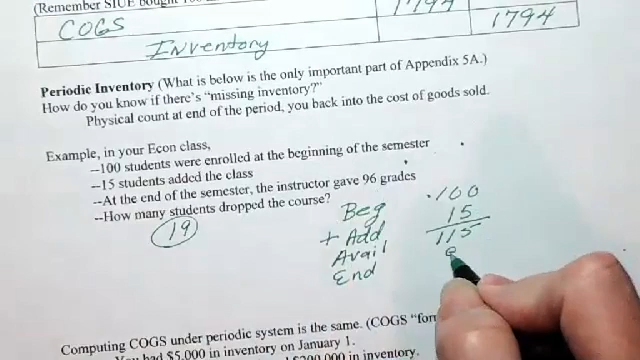 (Remember SIUE bought
COGS 1794
Inventory 1794
Periodic Inventory (What is below is the only important part of Appendix 5A.)
How do you know if there's "missing inventory?"
Physical count at end of the period, you back into the cost of goods sold.
Example, in your Econ class,
--100 students were enrolled at the beginning of the semester
--15 students added the class
--At the end of the semester, the instructor gave 96 grades
--How many students dropped the course?
19
Beg 100
+ Add 15
Avail 115
End
Computing COGS under periodic system is the same. (COGS "for
You had $5,000 in inventory on January 1.
$200,000 in inventory.